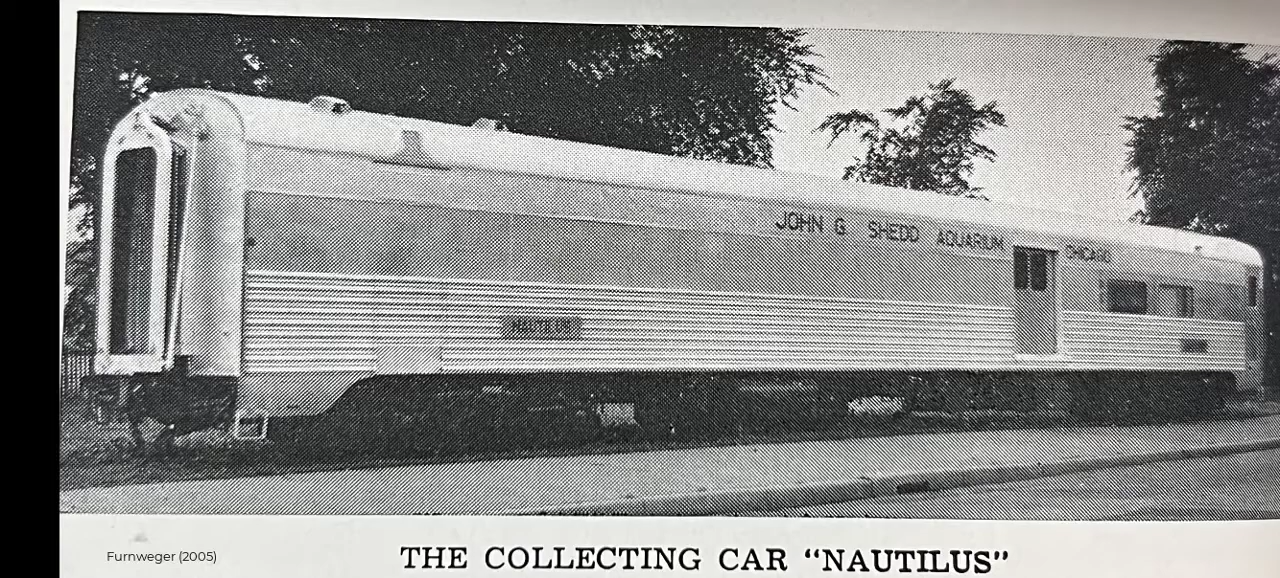 JOHN G SHEDD AQUARIUM CHICAGO
NAUTILUS
Furnweger (2005)
THE COLLECTING CAR “NAUTILUS”